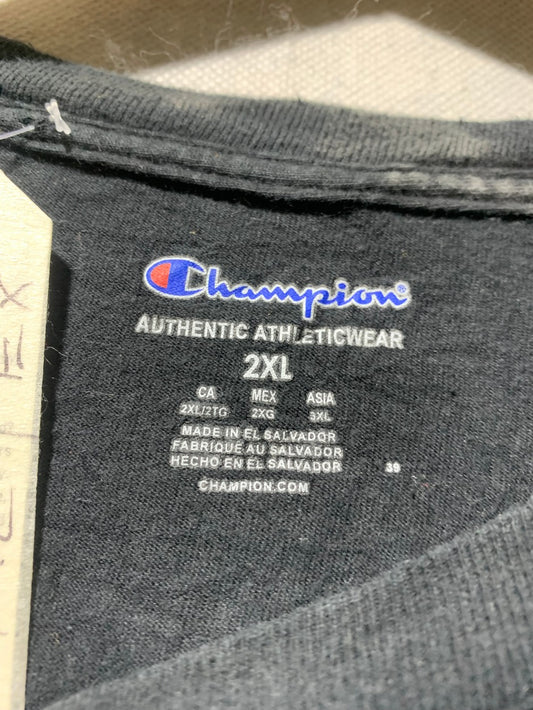 Champion®
AUTHENTIC ATHLETICWEAR
2XL
CA MEX ASIA
2XL/2TG 2XG 3XL
MADE IN EL SALVADOR
FABRIQUE AU SALVADOR
HECHO EN EL SALVADOR 39
CHAMPION.COM